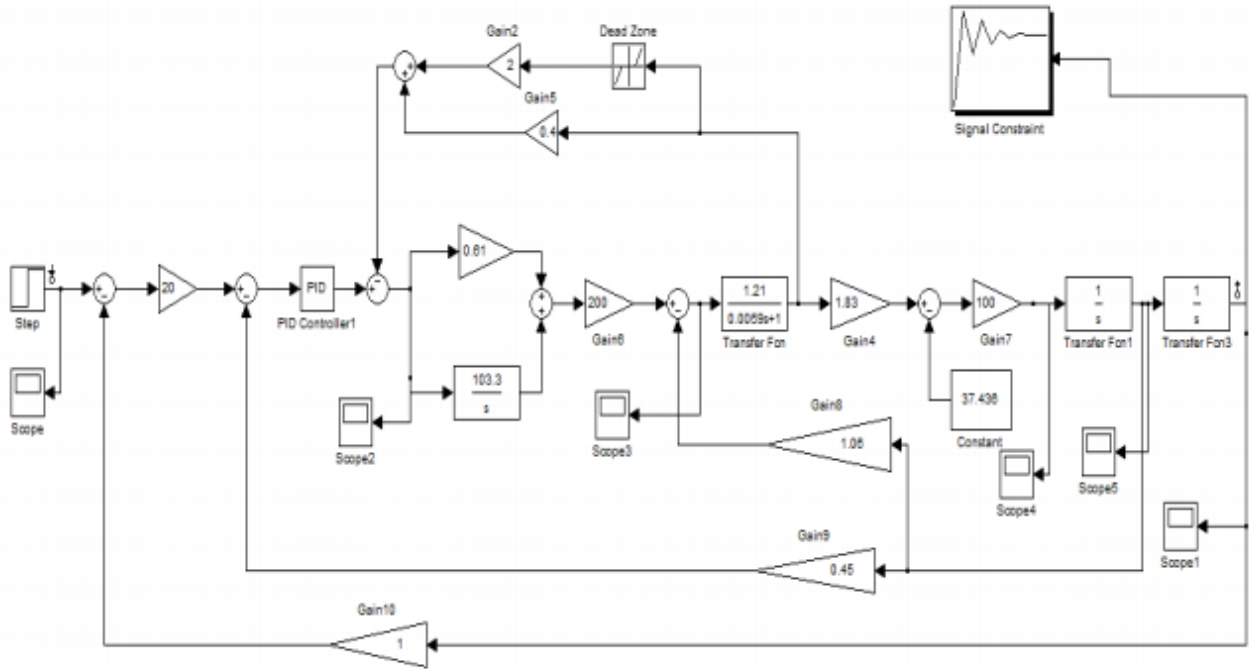 Gain2
Dead Zone
2
Gain5
0.4
Signal Constraint
0.61
Step
20
PID
PID Controller1
200
Gain6
1.21
0.0069s+1
Transfer Fcn
1.83
Gain4
100
Gain7
1
s
Transfer Fcn1
1
s
Transfer Fcn3
103.3
s
Scope
Scope2
Scope3
Gain8
1.06
37.436
Constant
Scope4
Scope5
Scope1
Gain9
0.45
Gain10
1